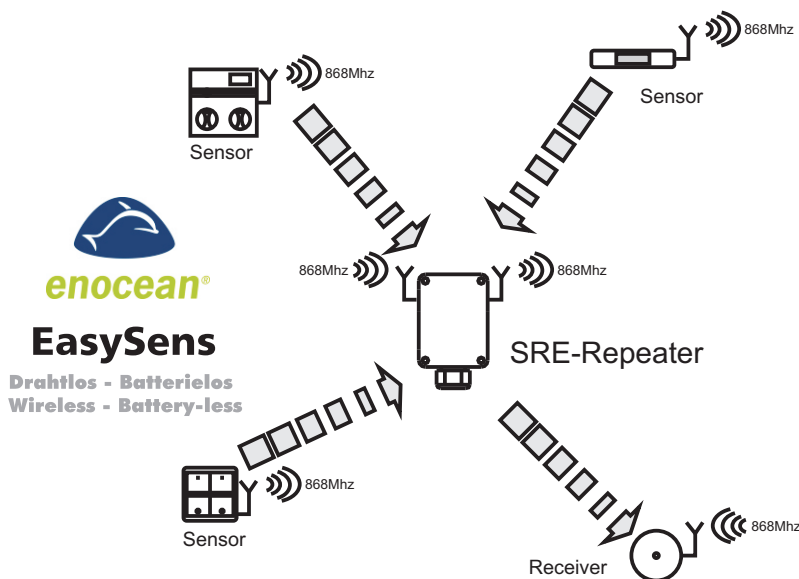 868Mhz
868Mhz
Sensor
Sensor
enocean®
868Mhz
868Mhz
EasySens
SRE-Repeater
Drahtlos - Batterielos
Wireless - Battery-less
868Mhz
Sensor
868Mhz
Receiver